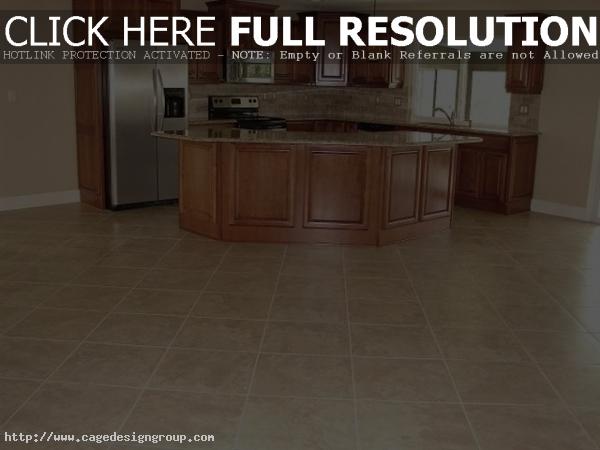 CLICK HERE FULL RESOLUTION
HOTLINK PROTECTION ACTIVATED - NOTE: Empty or Blank Referrals are not Allowed
http://www.cagedesigngroup.com